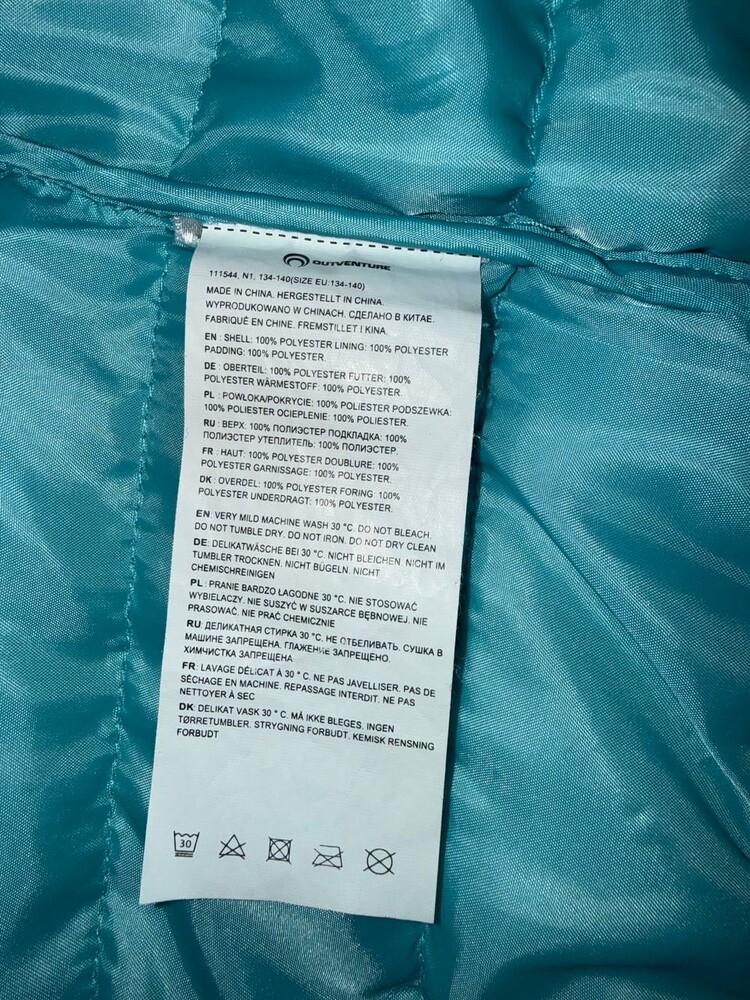 OUTVENTURE
111544, N1, 134-140(SIZE EU:134-140)
MADE IN CHINA. HERGESTELLT IN CHINA.
WYPRODUKOWANO W CHINACH. СДЕЛАНО В КИТАЕ.
FABRIQUÉ EN CHINE. FREMSTILLET I KINA.
EN : SHELL: 100% POLYESTER LINING: 100% POLYESTER
PADDING: 100% POLYESTER.
DE : OBERTEIL: 100% POLYESTER FUTTER: 100%
POLYESTER WÄRMESTOFF: 100% POLYESTER.
PL : POWŁOKA/POKRYCIE: 100% POLIESTER PODSZEWKA:
100% POLIESTER OCIEPLENIE: 100% POLIESTER.
RU : ВЕРХ: 100% ПОЛИЭСТЕР ПОДКЛАДКА: 100%
ПОЛИЭСТЕР УТЕПЛИТЕЛЬ: 100% ПОЛИЭСТЕР.
FR : HAUT: 100% POLYESTER DOUBLURE: 100%
POLYESTER GARNISSAGE: 100% POLYESTER.
DK : OVERDEL: 100% POLYESTER FORING: 100%
POLYESTER UNDERDRAGT: 100% POLYESTER.
EN: VERY MILD MACHINE WASH 30 °C. DO NOT BLEACH.
DO NOT TUMBLE DRY. DO NOT IRON. DO NOT DRY CLEAN
DE: DELIKATWÄSCHE BEI 30 °C. NICHT BLEICHEN. NICHT IM
TUMBLER TROCKNEN. NICHT BÜGELN. NICHT
CHEMISCHREINIGEN
PL : PRANIE BARDZO ŁAGODNE 30 °C. NIE STOSOWAĆ
WYBIELACZY. NIE SUSZYĆ W SUSZARCE BĘBNOWEJ. NIE
PRASOWAĆ. NIE PRAĆ CHEMICZNIE
RU: ДЕЛИКАТНАЯ СТИРКА 30 °C. НЕ ОТБЕЛИВАТЬ. СУШКА В
МАШИНЕ ЗАПРЕЩЕНА. ГЛАЖЕНИЕ ЗАПРЕЩЕНО.
ХИМЧИСТКА ЗАПРЕЩЕНА
FR: LAVAGE DÉLICAT À 30 ° C. NE PAS JAVELLISER. PAS DE
SÉCHAGE EN MACHINE. REPASSAGE INTERDIT. NE PAS
NETTOYER À SEC
DK: DELIKAT VASK 30 ° C. MÅ IKKE BLEGES. INGEN
TØRRETUMBLER. STRYGNING FORBUDT. KEMISK RENSNING
FORBUDT
30